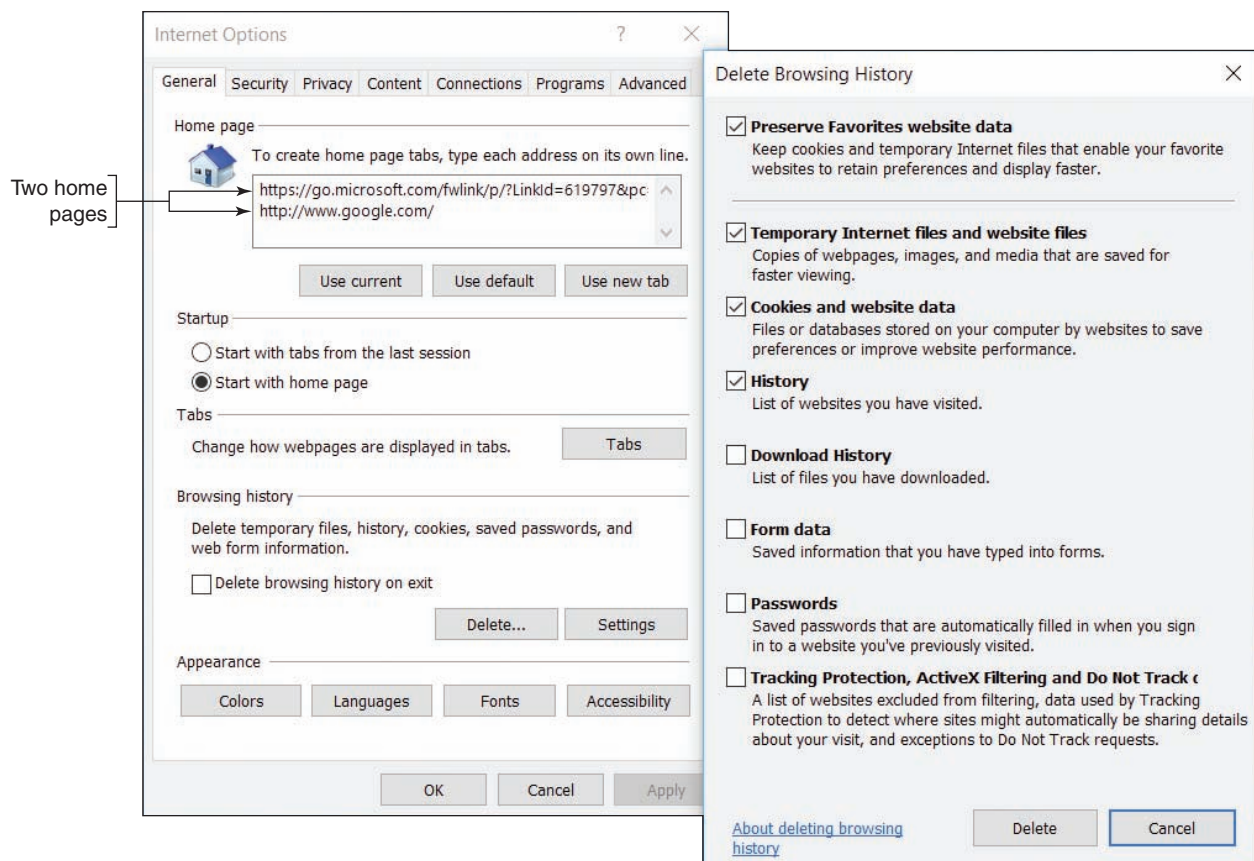 Two home
pages
Internet Options
?
General Security Privacy Content Connections Programs Advanced
Home page
To create home page tabs, type each address on its own line.
https://go.microsoft.com/fwlink/p/?LinkId=619797&pc=
http://www.google.com/
Use current Use default Use new tab
Startup
Start with tabs from the last session
Start with home page
Tabs
Change how webpages are displayed in tabs.
Tabs
Browsing history
Delete temporary files, history, cookies, saved passwords, and
web form information.
Delete browsing history on exit
Delete... Settings
Appearance
Colors Languages Fonts Accessibility
OK Cancel Apply
Delete Browsing History
Preserve Favorites website data
Keep cookies and temporary Internet files that enable your favorite
websites to retain preferences and display faster.
Temporary Internet files and website files
Copies of webpages, images, and media that are saved for
faster viewing.
Cookies and website data
Files or databases stored on your computer by websites to save
preferences or improve website performance.
History
List of websites you have visited.
Download History
List of files you have downloaded.
Form data
Saved information that you have typed into forms.
Passwords
Saved passwords that are automatically filled in when you sign
in to a website you've previously visited.
Tracking Protection, ActiveX Filtering and Do Not Track
A list of websites excluded from filtering, data used by Tracking
Protection to detect where sites might automatically be sharing details
about your visit, and exceptions to Do Not Track requests.
About deleting browsing
history
Delete Cancel